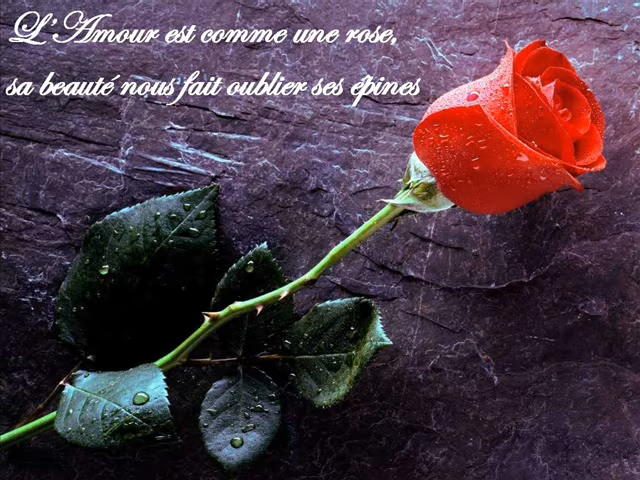 L'Amour est comme une rose,
sa beauté nous fait oublier ses épines